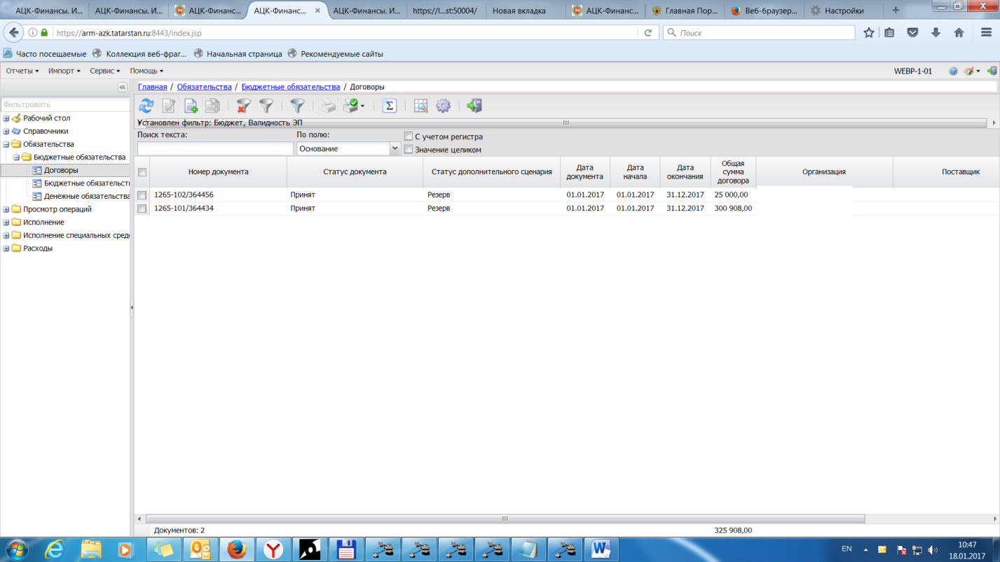 АЦК-Финансы. И... АЦК-Финансы. И... АЦК-Финанс... АЦК-Финанс... × АЦК-Финансы. И... https://l...st:50004/ Новая вкладка АЦК-Финанс... Главная Пор... Веб-браузер... Настройки +
https://arm-azk.tatarstan.ru:8443/index.jsp Поиск
Часто посещаемые Коллекция веб-фраг... Начальная страница Рекомендуемые сайты
Отчеты Импорт Сервис Помощь WEBP-1-01
Главная / Обязательства / Бюджетные обязательства / Договоры
Фильтровать
Рабочий стол
Справочники
Обязательства
Бюджетные обязательства
Договоры
Бюджетные обязательсти
Денежные обязательства
Просмотр операций
Исполнение
Исполнение специальных сред
Расходы
Установлен фильтр: Бюджет, Валидность ЭП
Поиск текста: По полю: С учетом регистра
Основание Значение целиком
Номер документа Статус документа Статус дополнительного сценария Дата документа Дата начала Дата окончания Общая сумма договора Организация Поставщик
1265-102/364456 Принят Резерв 01.01.2017 01.01.2017 31.12.2017 25 000,00
1265-101/364434 Принят Резерв 01.01.2017 01.01.2017 31.12.2017 300 908,00
Документов: 2 325 908,00
EN 10:47
18.01.2017